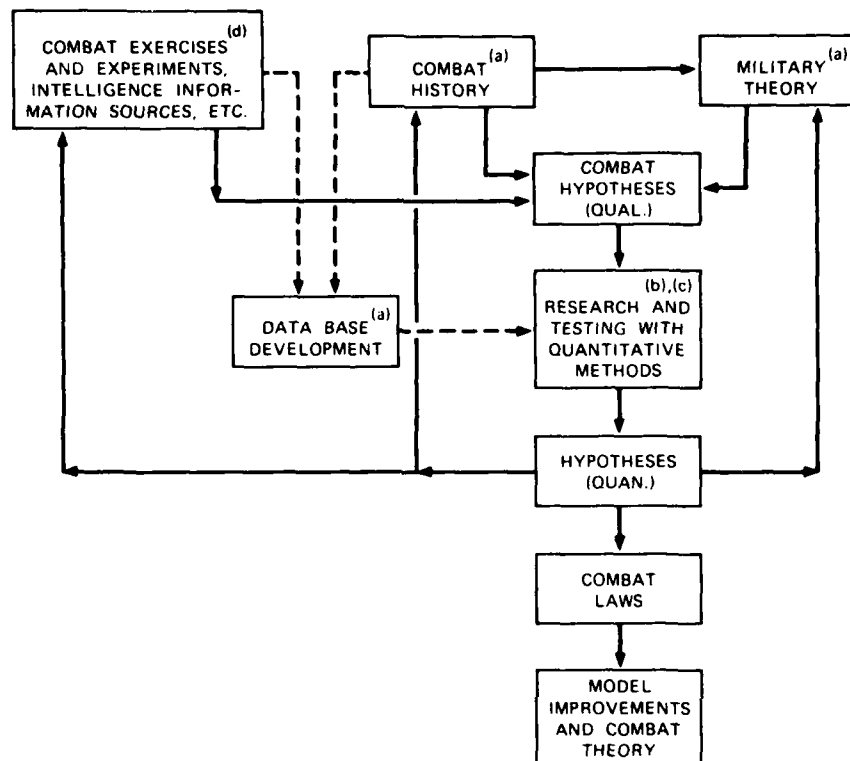 (d)
COMBAT EXERCISES
AND EXPERIMENTS,
INTELLIGENCE INFOR-
MATION SOURCES, ETC.
(a)
COMBAT
HISTORY
(a)
MILITARY
THEORY
COMBAT
HYPOTHESES
(QUAL.)
(a)
DATA BASE
DEVELOPMENT
(b),(c)
RESEARCH AND
TESTING WITH
QUANTITATIVE
METHODS
HYPOTHESES
(QUAN.)
COMBAT
LAWS
MODEL
IMPROVEMENTS
AND COMBAT
THEORY